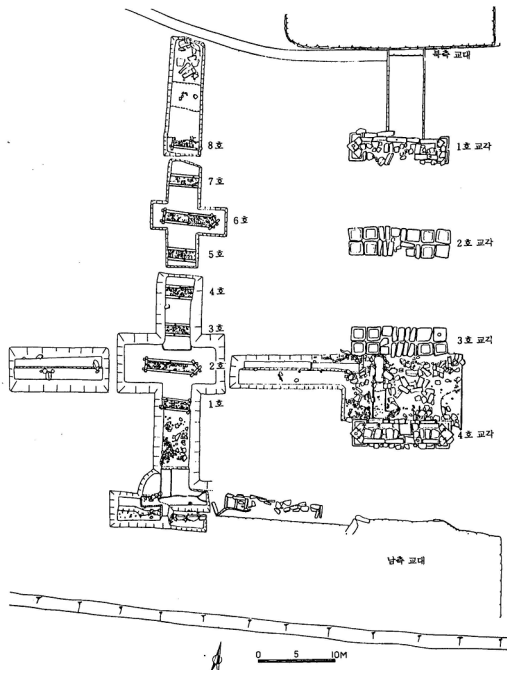 북측 교대
8호
1호 교각
7호
6호
2호 교각
5호
4호
3호
3호 교각
2호
1호
4호 교각
남측 교대
0 5 10M